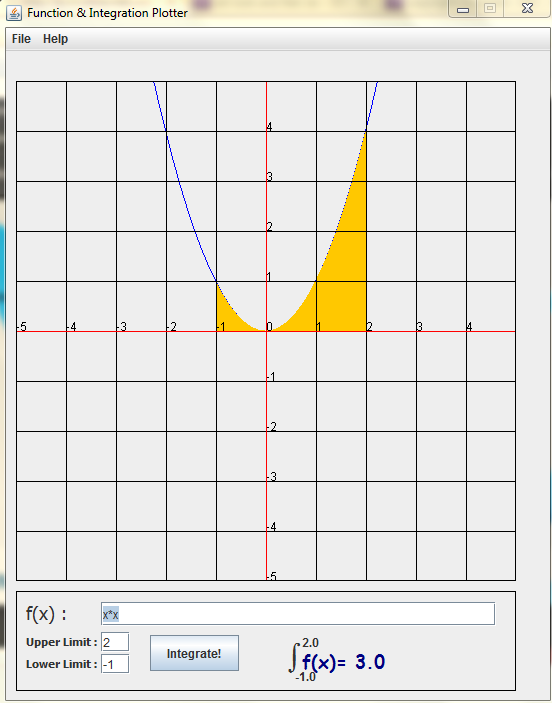 Function & Integration Plotter
File Help
4
3
2
1
-5 -4 -3 -2 -1 0 1 2 3 4
-1
-2
-3
-4
-5
f(x) : x*x
Upper Limit : 2
Lower Limit : -1
Integrate!
2.0
∫f(x)= 3.0
-1.0